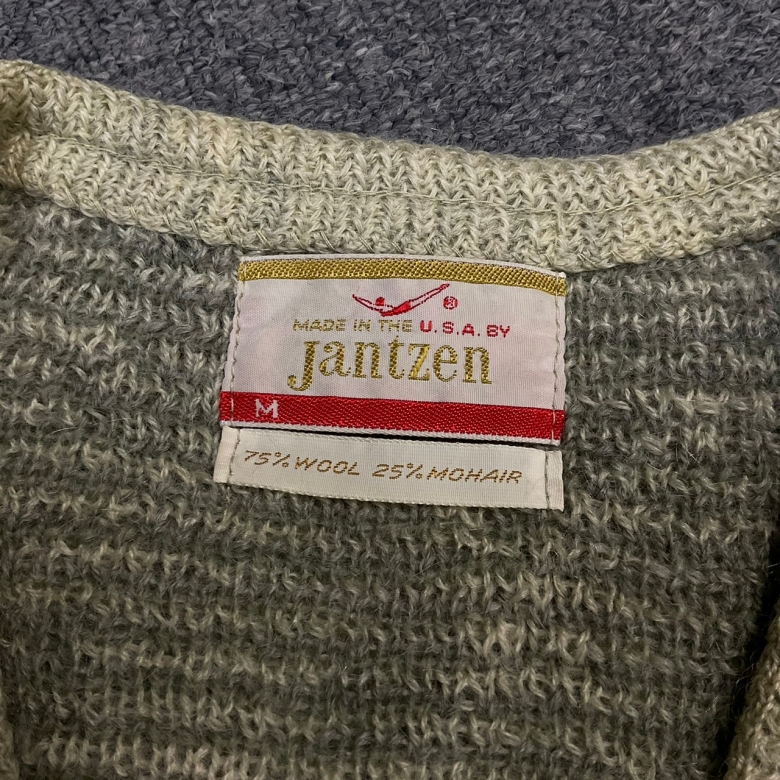 ®
MADE IN THE U.S.A. BY
Jantzen
M
75% WOOL 25% MOHAIR